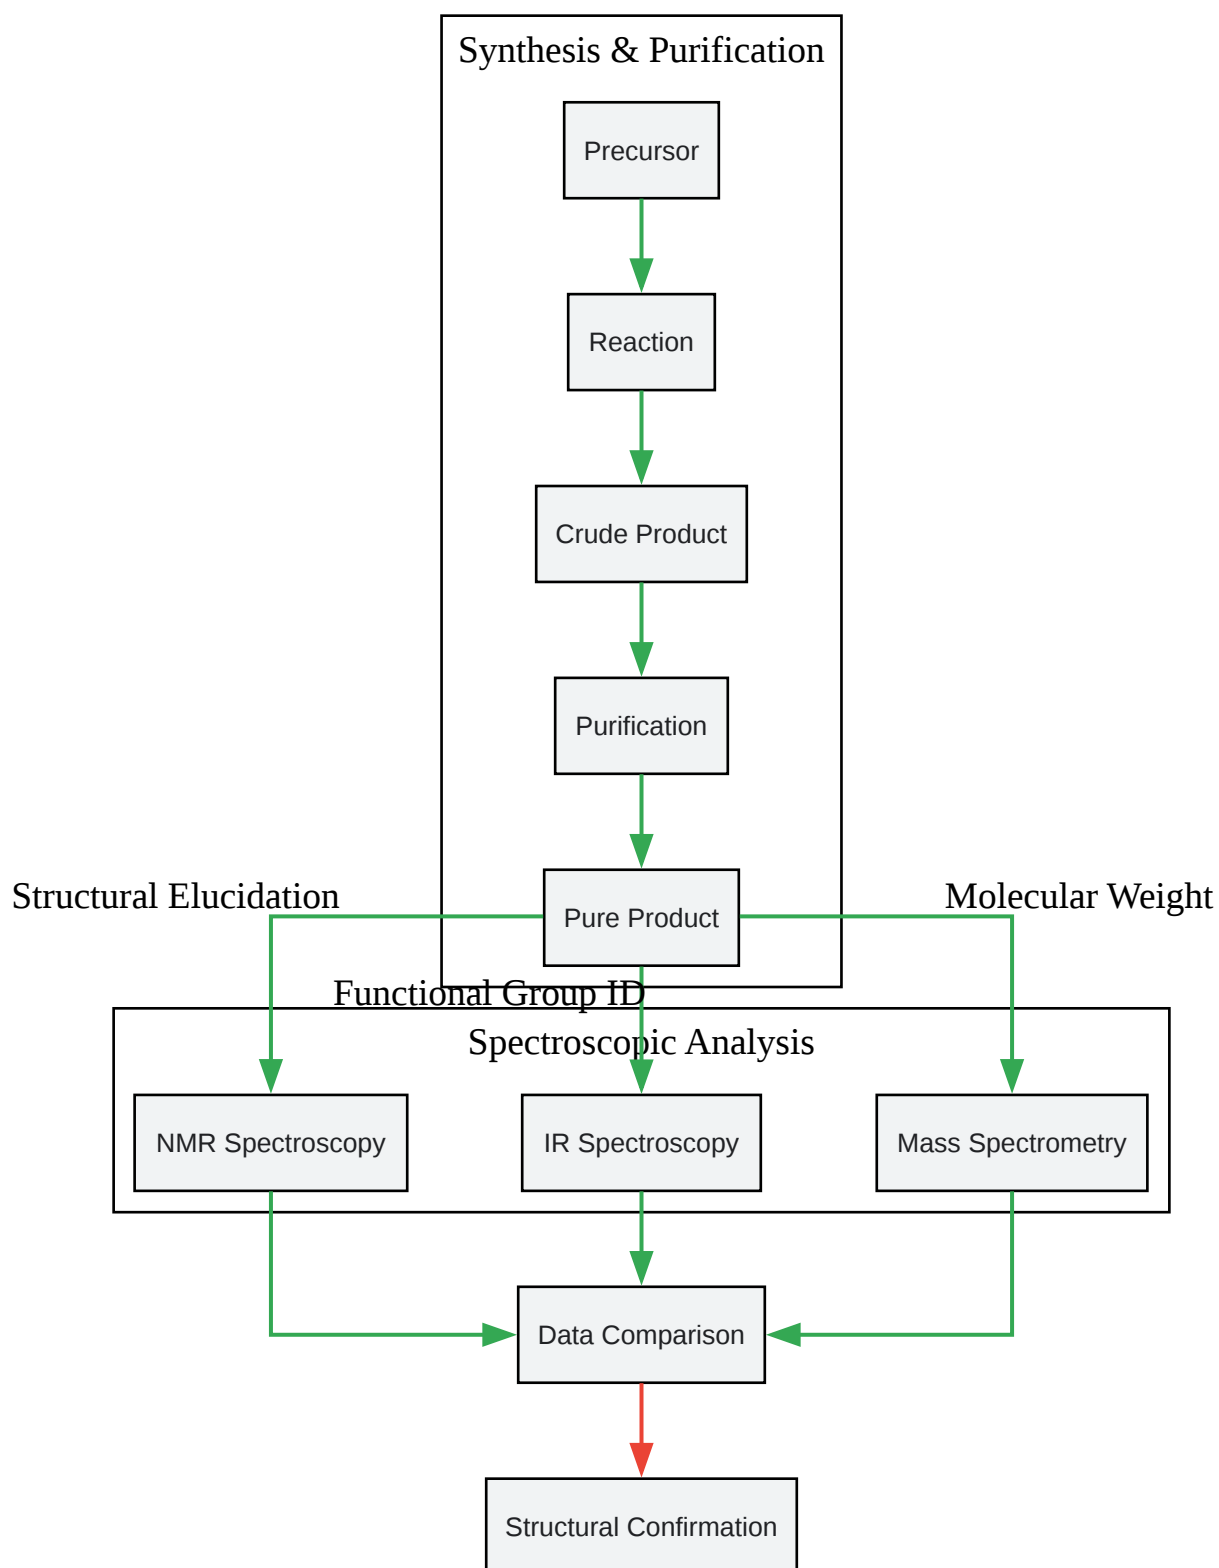 Synthesis & Purification
Precursor
Reaction
Crude Product
Purification
Structural Elucidation
Molecular Weight
Pure Product
Functional Group ID
Spectroscopic Analysis
NMR Spectroscopy
IR Spectroscopy
Mass Spectrometry
Data Comparison
Structural Confirmation